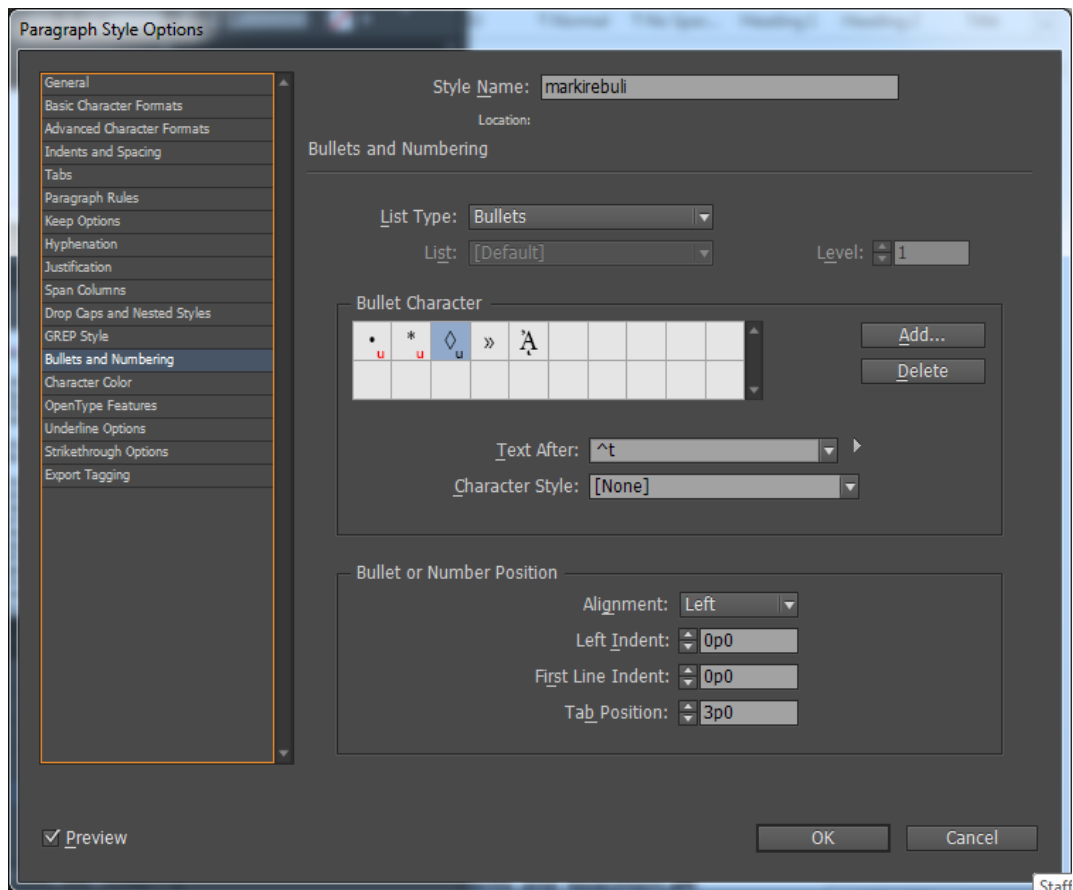 Paragraph Style Options
General
Basic Character Formats
Advanced Character Formats
Indents and Spacing
Tabs
Paragraph Rules
Keep Options
Hyphenation
Justification
Span Columns
Drop Caps and Nested Styles
GREP Style
Bullets and Numbering
Character Color
OpenType Features
Underline Options
Strikethrough Options
Export Tagging
Style Name: markirebuli
Location:
Bullets and Numbering
List Type: Bullets
List: [Default] Level: 1
Bullet Character
•u *u ◊u » ᾌ
Add...
Delete
Text After: ^t
Character Style: [None]
Bullet or Number Position
Alignment: Left
Left Indent: 0p0
First Line Indent: 0p0
Tab Position: 3p0
Preview OK Cancel